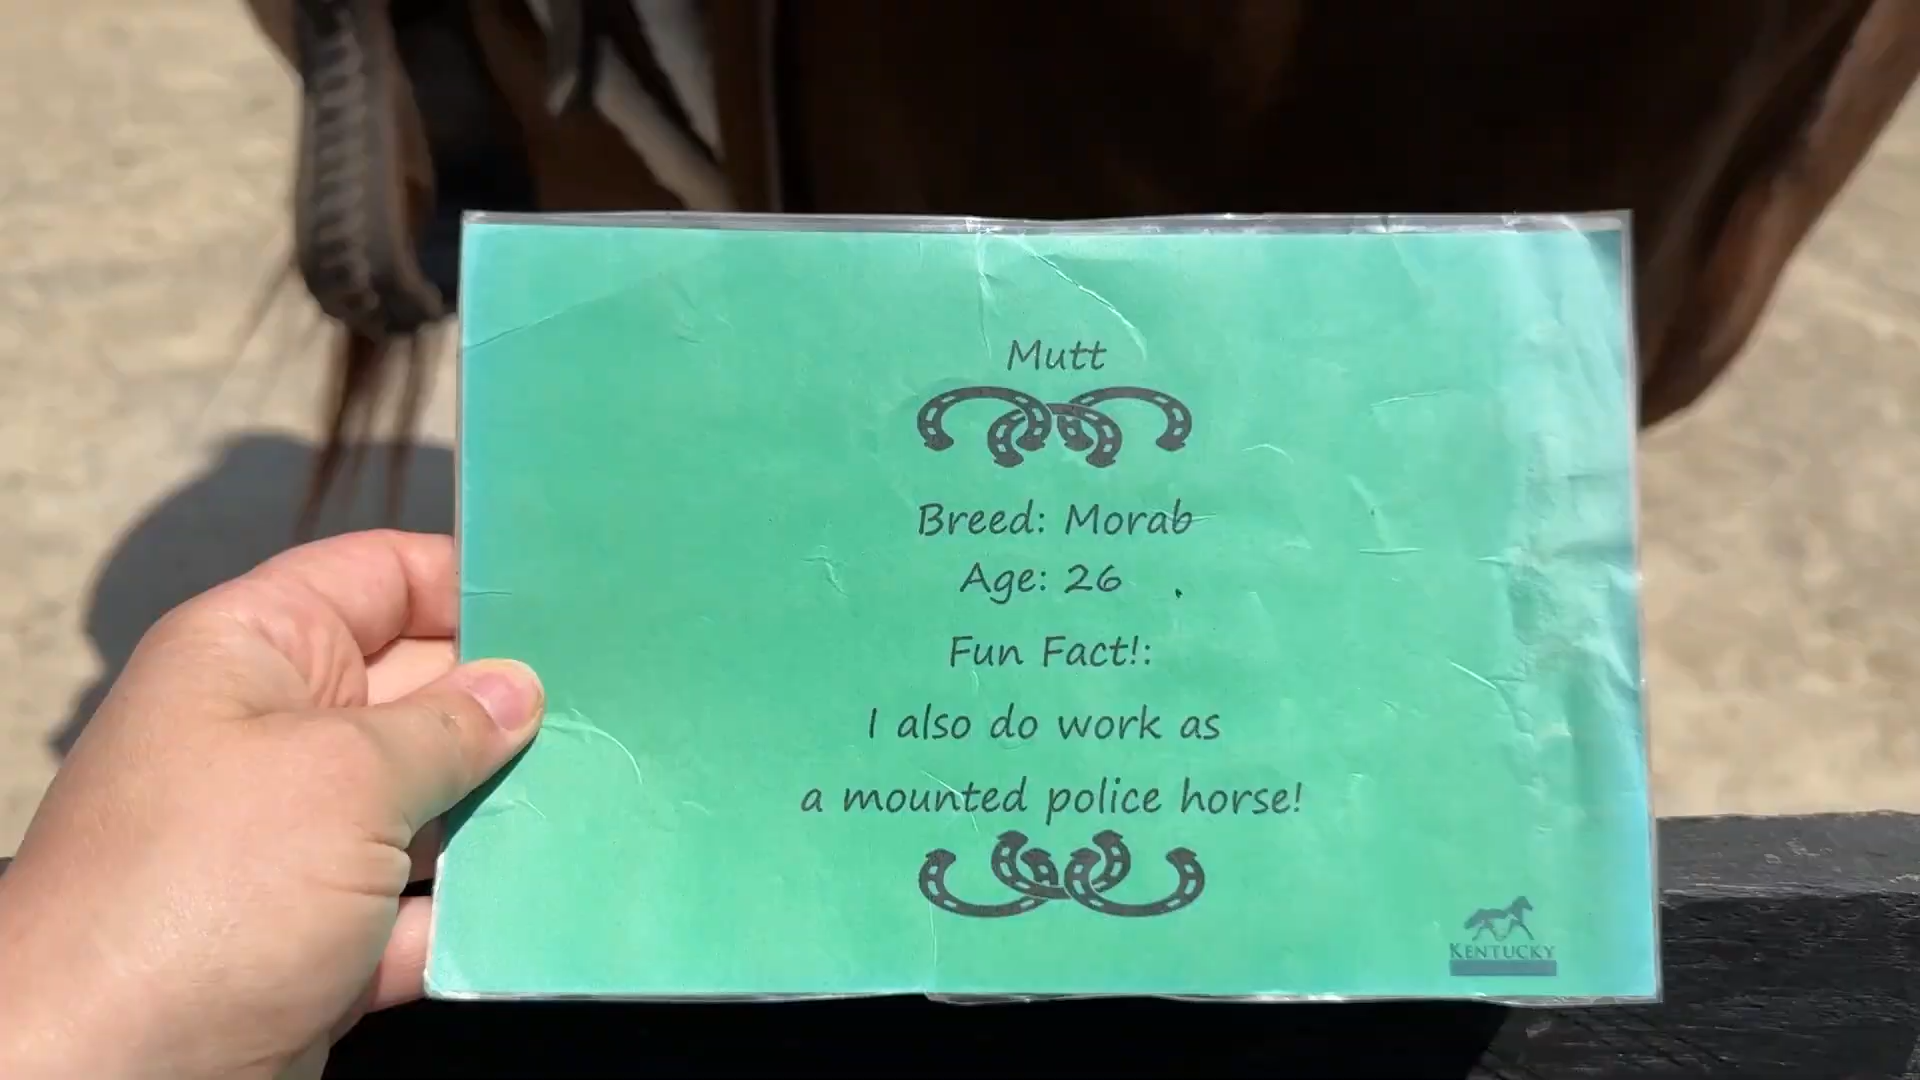 Mutt
Breed: Morab
Age: 26
Fun Fact!:
I also do work as
a mounted police horse!
KENTUCKY